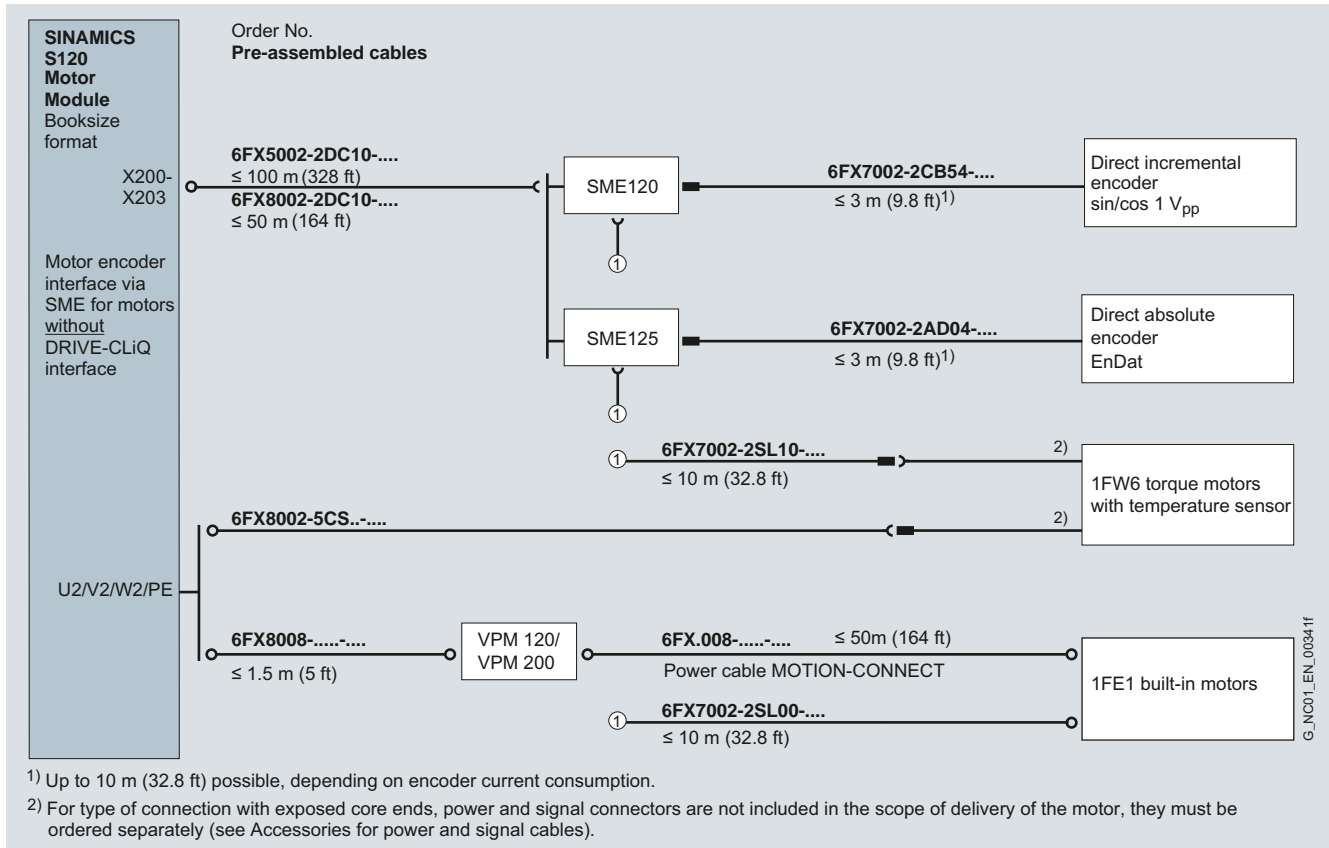 SINAMICS
S120
Motor
Module
Booksize
format
X200-
X203
Motor encoder
interface via
SME for motors
without
DRIVE-CLiQ
interface
U2/V2/W2/PE
Order No.
Pre-assembled cables
6FX5002-2DC10-....
≤ 100 m (328 ft)
6FX8002-2DC10-....
≤ 50 m (164 ft)
SME120
6FX7002-2CB54-....
≤ 3 m (9.8 ft)1)
Direct incremental
encoder
sin/cos 1 Vpp
1
SME125
6FX7002-2AD04-....
≤ 3 m (9.8 ft)1)
Direct absolute
encoder
EnDat
1
1
6FX7002-2SL10-....
≤ 10 m (32.8 ft)
2)
1FW6 torque motors
with temperature sensor
6FX8002-5CS..-....
2)
6FX8008-.....-....
≤ 1.5 m (5 ft)
VPM 120/
VPM 200
6FX.008-.....-.... ≤ 50m (164 ft)
Power cable MOTION-CONNECT
1FE1 built-in motors
1
6FX7002-2SL00-....
≤ 10 m (32.8 ft)
G_NC01_EN_00341f
1) Up to 10 m (32.8 ft) possible, depending on encoder current consumption.
2) For type of connection with exposed core ends, power and signal connectors are not included in the scope of delivery of the motor, they must be
ordered separately (see Accessories for power and signal cables).